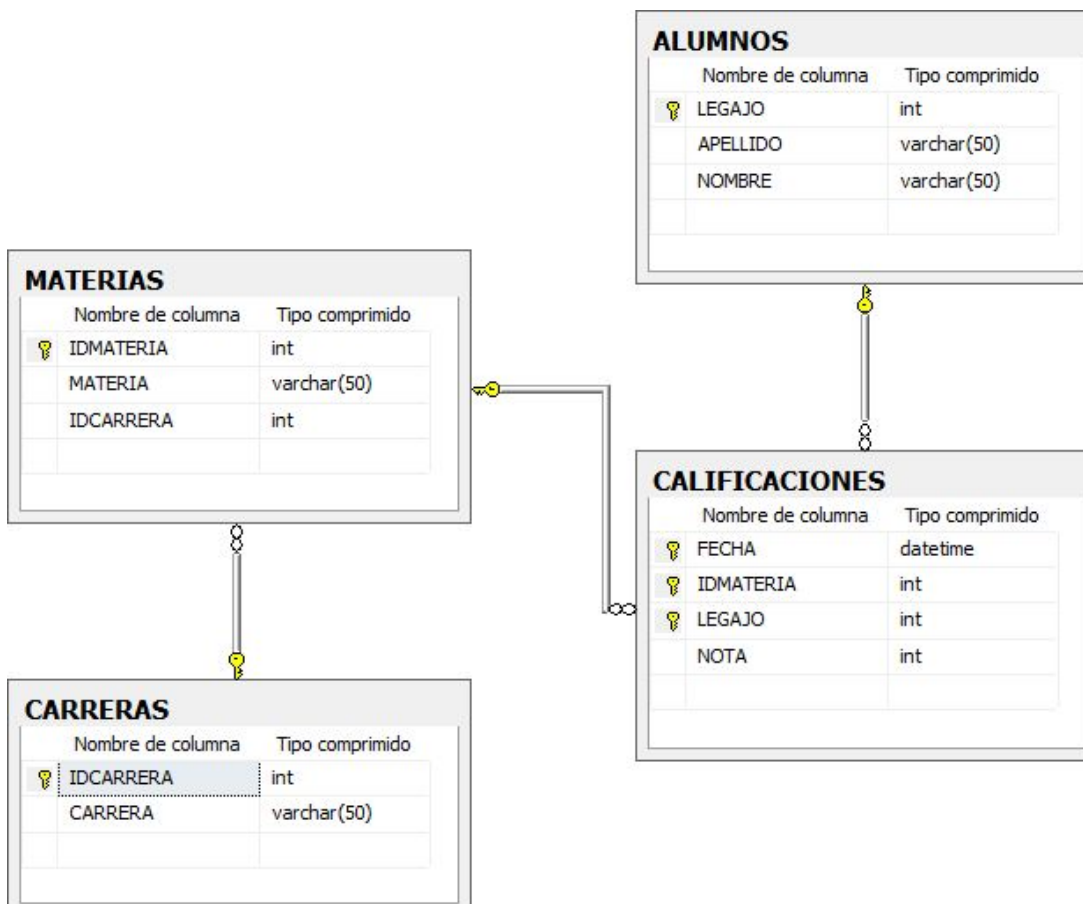 ALUMNOS
Nombre de columna Tipo comprimido
LEGAJO int
APELLIDO varchar(50)
NOMBRE varchar(50)
MATERIAS
Nombre de columna Tipo comprimido
IDMATERIA int
MATERIA varchar(50)
IDCARRERA int
CALIFICACIONES
Nombre de columna Tipo comprimido
FECHA datetime
IDMATERIA int
LEGAJO int
NOTA int
CARRERAS
Nombre de columna Tipo comprimido
IDCARRERA int
CARRERA varchar(50)